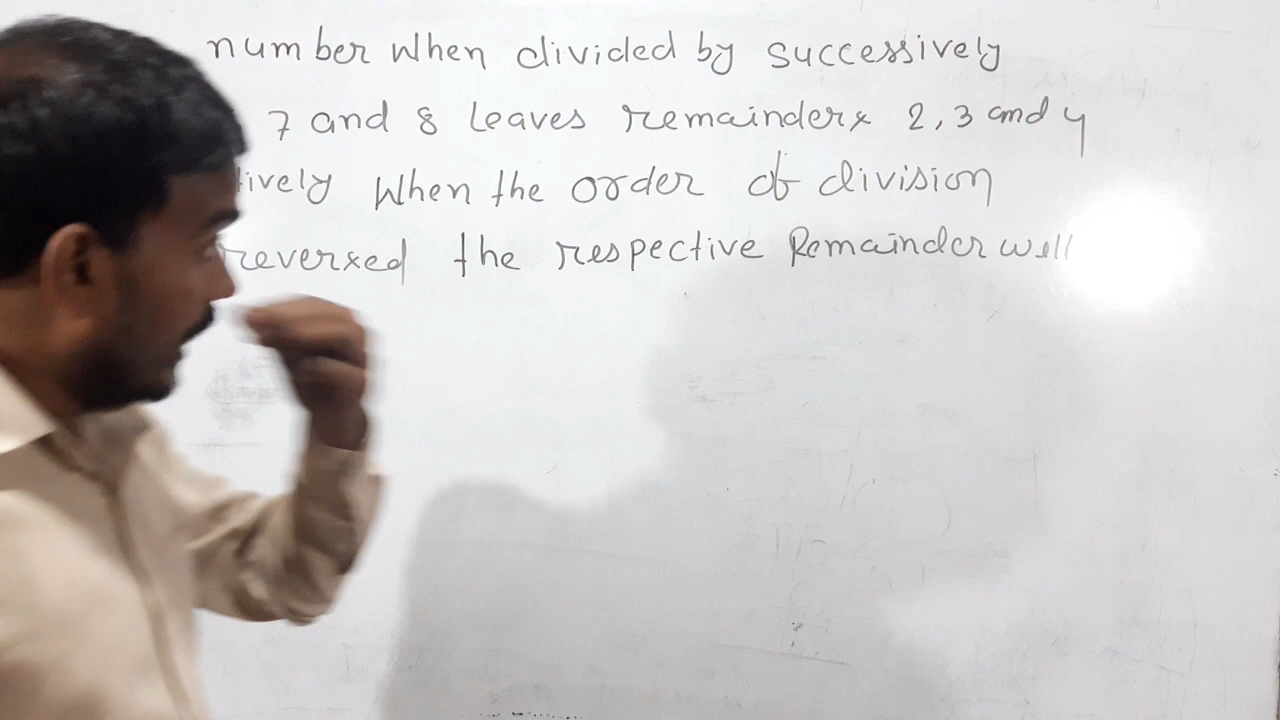 number when divided by successively
7 and 8 leaves remainders 2, 3 and 4
tively when the order of division
reversed the respective Remainder will